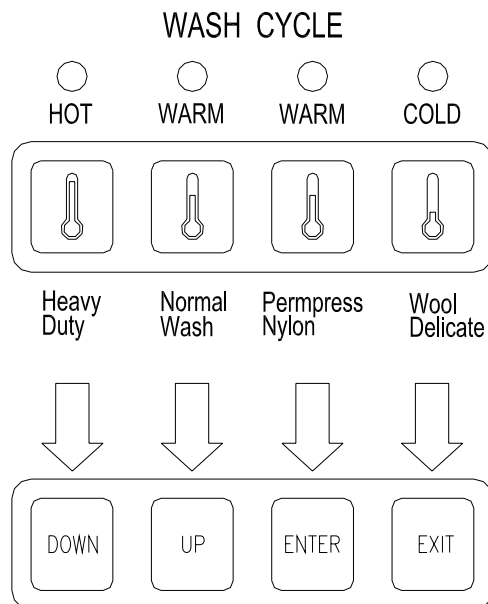 WASH CYCLE
HOT WARM WARM COLD
Heavy Duty
Normal Wash
Permpress Nylon
Wool Delicate
DOWN UP ENTER EXIT